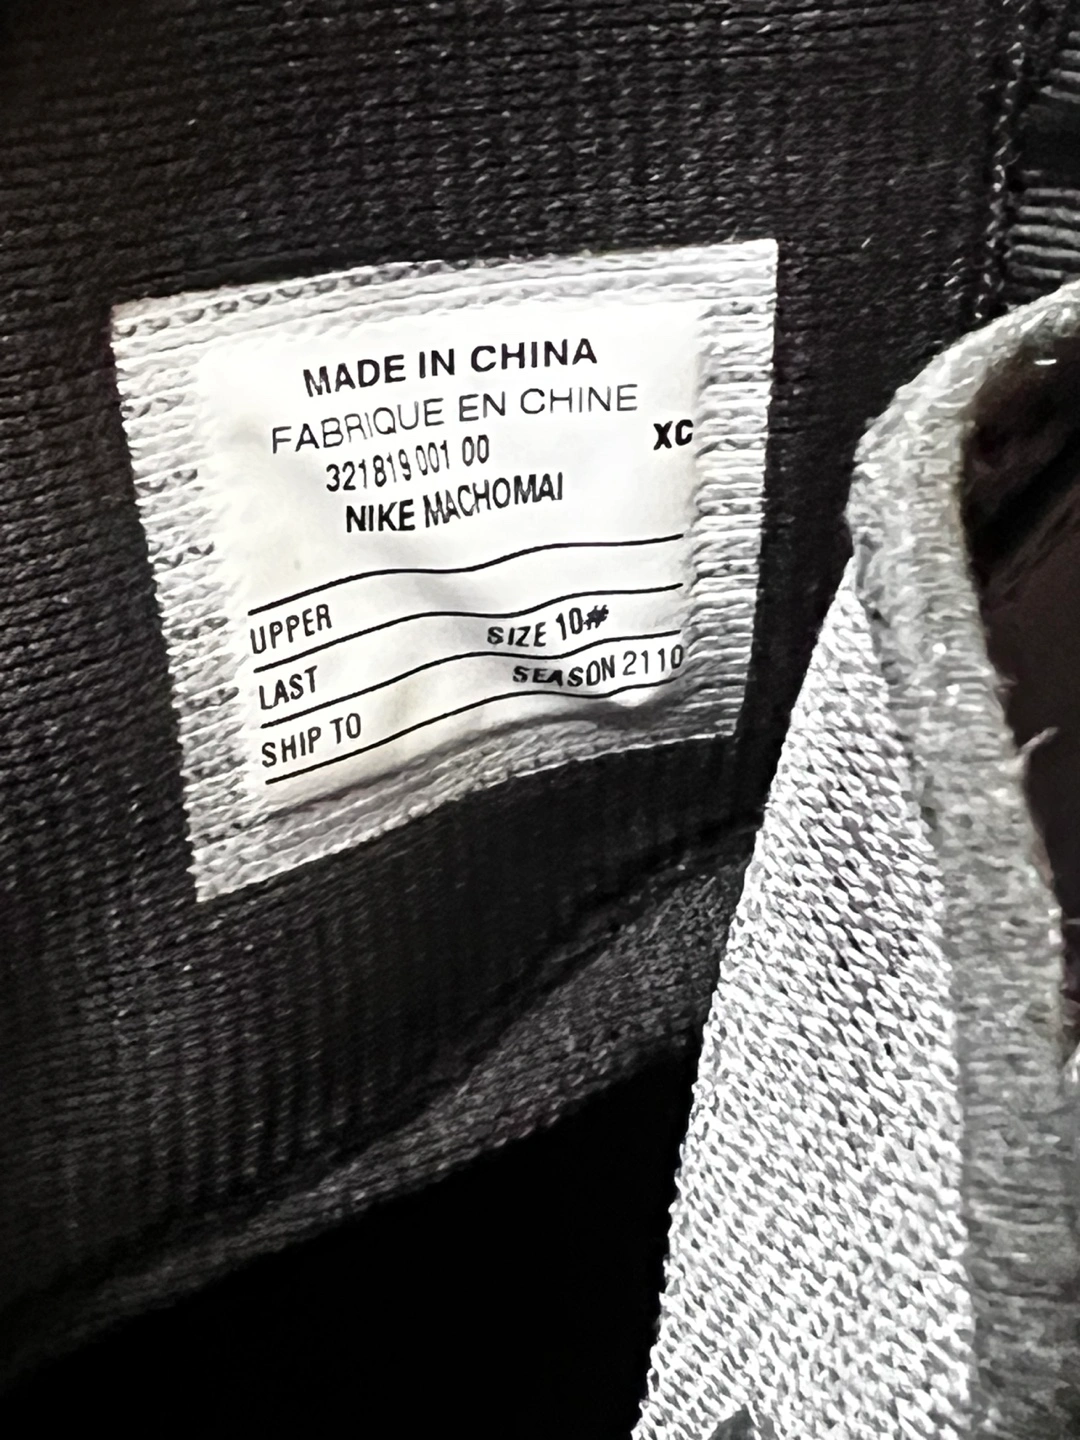 MADE IN CHINA
FABRIQUE EN CHINE
321819 001 00 XC
NIKE MACHOMAI
UPPER
LAST SIZE 10#
SHIP TO SEASON 2110